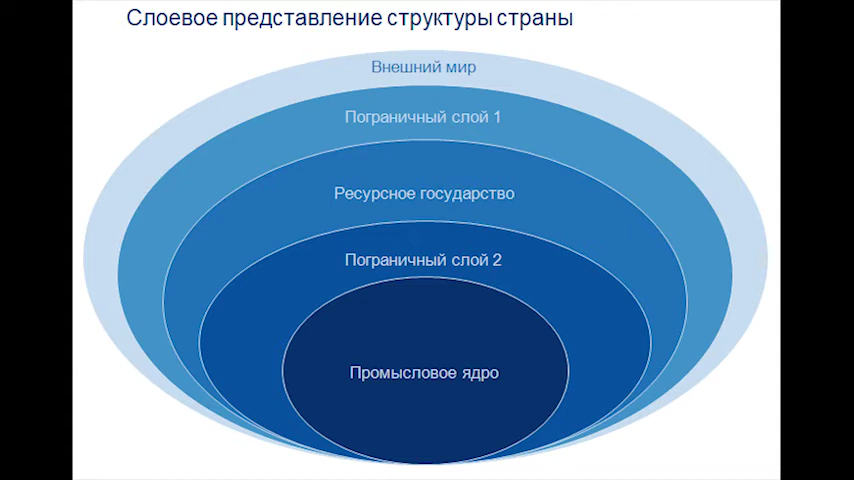 Слоевое представление структуры страны
Внешний мир
Пограничный слой 1
Ресурсное государство
Пограничный слой 2
Промысловое ядро